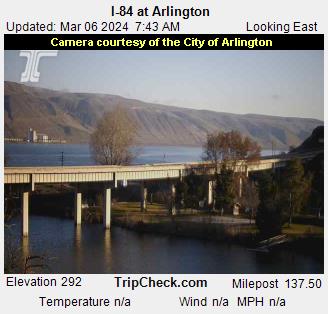 I-84 at Arlington
Updated: Mar 06 2024 7:43 AM Looking East
Camera courtesy of the City of Arlington
Elevation 292 TripCheck.com Milepost 137.50
Temperature n/a Wind n/a MPH n/a